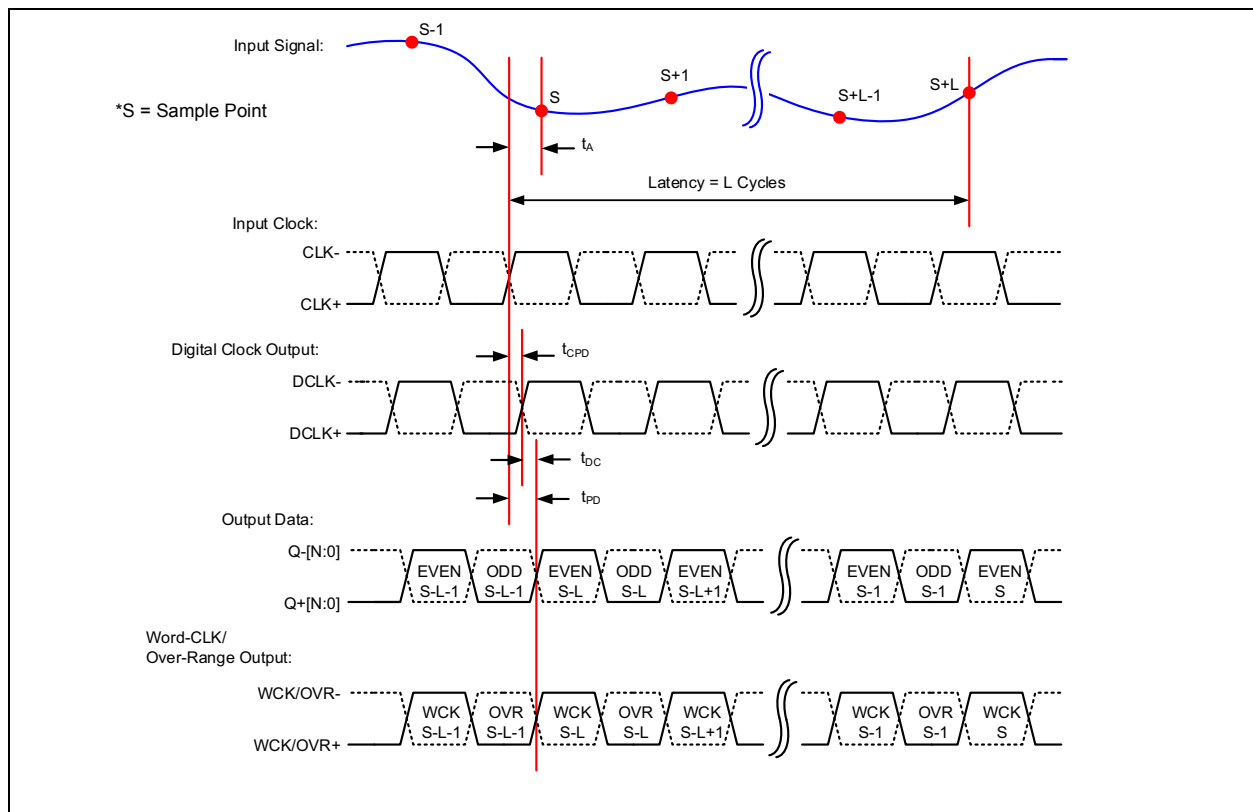 Input Signal:
S-1
S
S+1
S+L-1
S+L
*S = Sample Point
tA
Latency = L Cycles
Input Clock:
CLK-
CLK+
tCPD
Digital Clock Output:
DCLK-
DCLK+
tDC
tPD
Output Data:
Q-[N:0]
Q+[N:0]
EVEN ODD EVEN ODD EVEN EVEN ODD EVEN
S-L-1 S-L-1 S-L S-L S-L+1 S-1 S-1 S
Word-CLK/
Over-Range Output:
WCK/OVR-
WCK/OVR+
WCK OVR WCK OVR WCK WCK OVR WCK
S-L-1 S-L-1 S-L S-L S-L+1 S-1 S-1 S